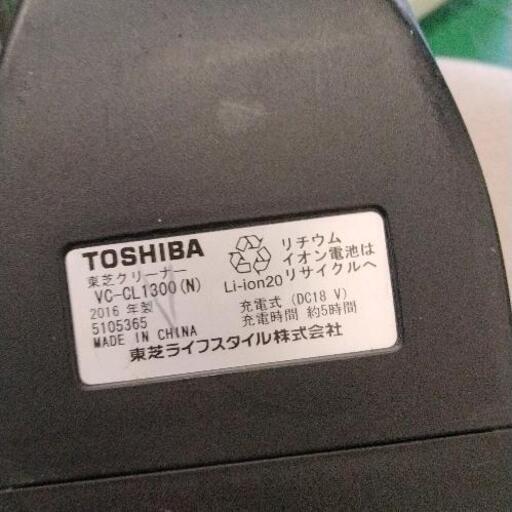 TOSHIBA
東芝クリーナー
VC-CL1300(N)
2016 年製
5105365
MADE IN CHINA
Li-ion20
リチウム
イオン電池は
リサイクルへ
充電式 (DC18 V)
充電時間 約5時間
東芝ライフスタイル株式会社